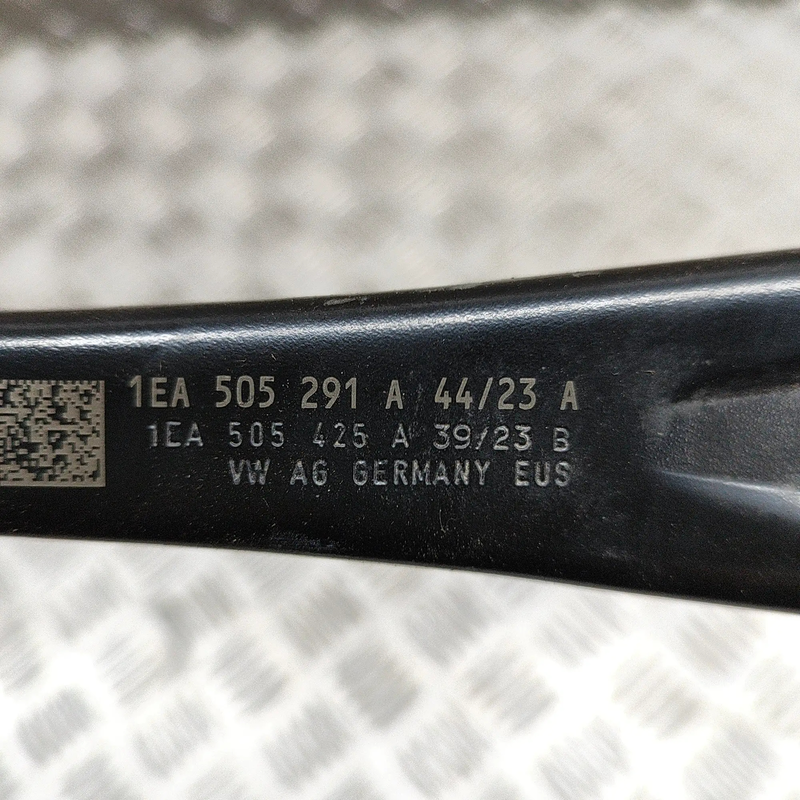 1EA 505 291 A 44/23 A
1EA 505 425 A 39/23 B
VW AG GERMANY EUS